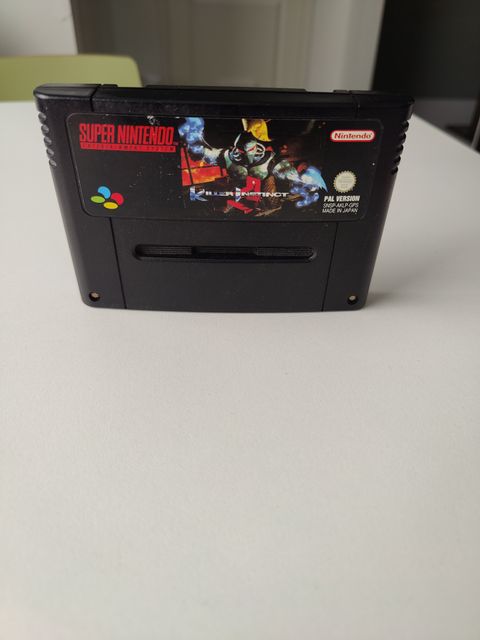 SUPER NINTENDO
ENTERTAINMENT SYSTEM
KILLER INSTINCT
Nintendo
PAL VERSION
SNSP-AKLP-GPS
MADE IN JAPAN